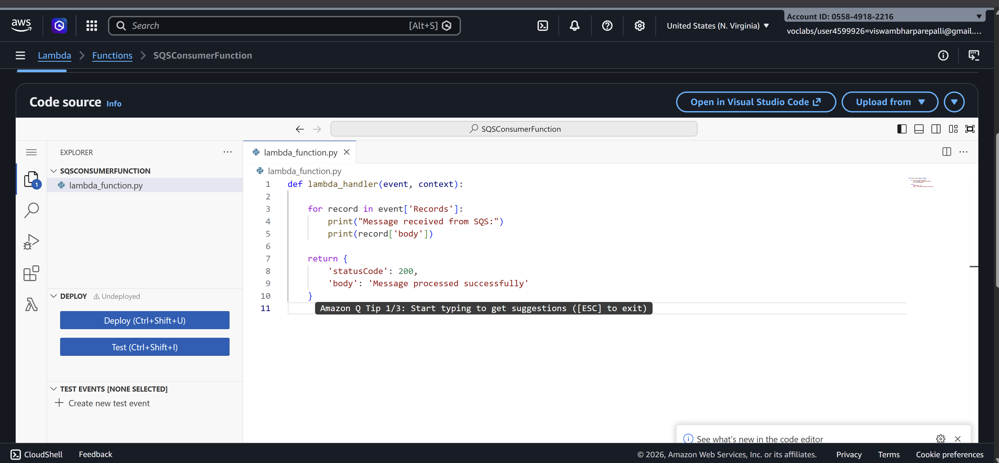 aws
Search [Alt+S]
United States (N. Virginia)
Account ID: 0558-4918-2216
voclabs/user4599926=viswambharparepalli@gmail....
Lambda > Functions > SQSConsumerFunction
Code source Info
Open in Visual Studio Code
Upload from
SQSConsumerFunction
EXPLORER
SQSCONSUMERFUNCTION
lambda_function.py
1
DEPLOY Undeployed
Deploy (Ctrl+Shift+U)
Test (Ctrl+Shift+I)
TEST EVENTS [NONE SELECTED]
Create new test event
lambda_function.py
lambda_function.py
1 def lambda_handler(event, context):
2
3 for record in event['Records']:
4 print("Message received from SQS:")
5 print(record['body'])
6
7 return {
8 'statusCode': 200,
9 'body': 'Message processed successfully'
10 }
11 Amazon Q Tip 1/3: Start typing to get suggestions ([ESC] to exit)
See what's new in the code editor
CloudShell Feedback
© 2026, Amazon Web Services, Inc. or its affiliates. Privacy Terms Cookie preferences